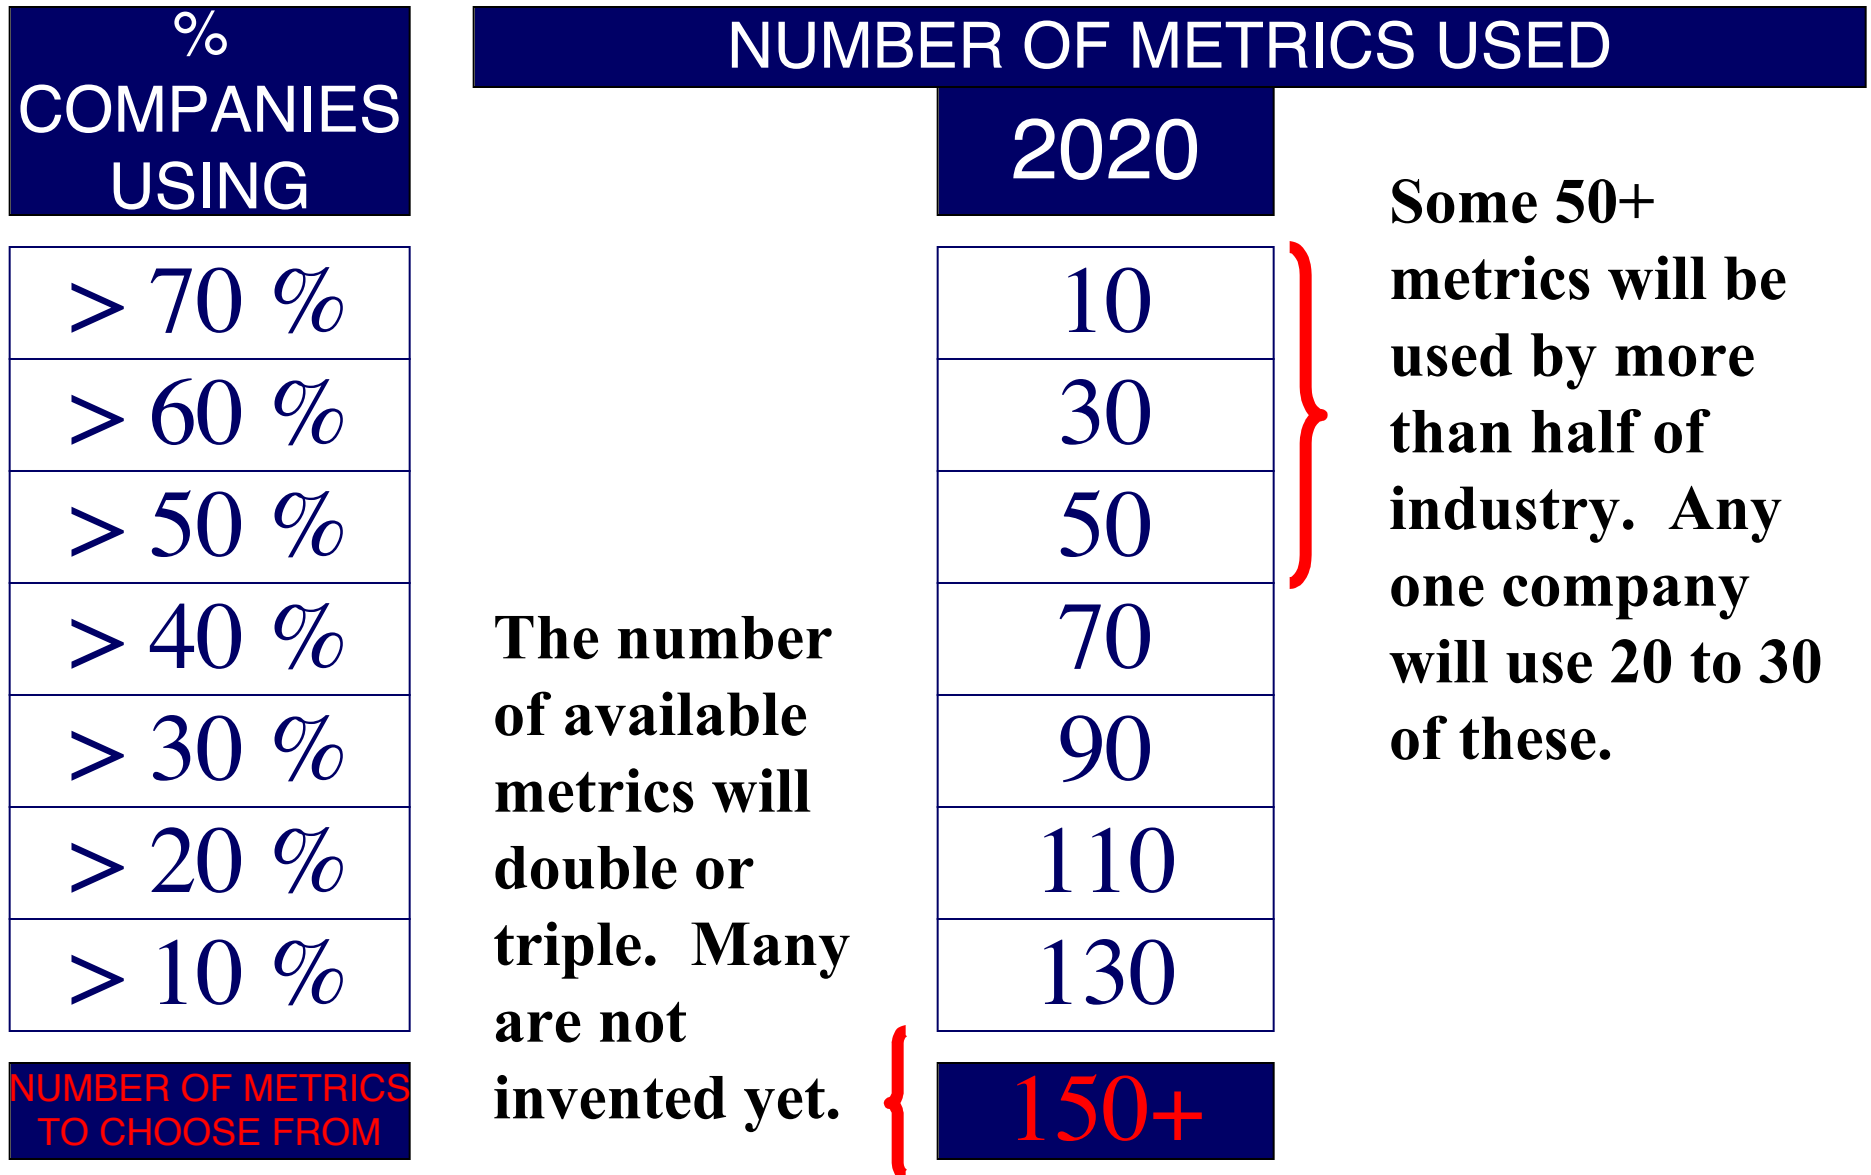 %
COMPANIES
USING
NUMBER OF METRICS USED
2020
> 70 %
10
> 60 %
30
> 50 %
50
> 40 %
70
> 30 %
90
> 20 %
110
> 10 %
130
NUMBER OF METRICS
TO CHOOSE FROM
150+
The number
of available
metrics will
double or
triple.  Many
are not
invented yet.
Some 50+
metrics will be
used by more
than half of
industry.  Any
one company
will use 20 to 30
of these.